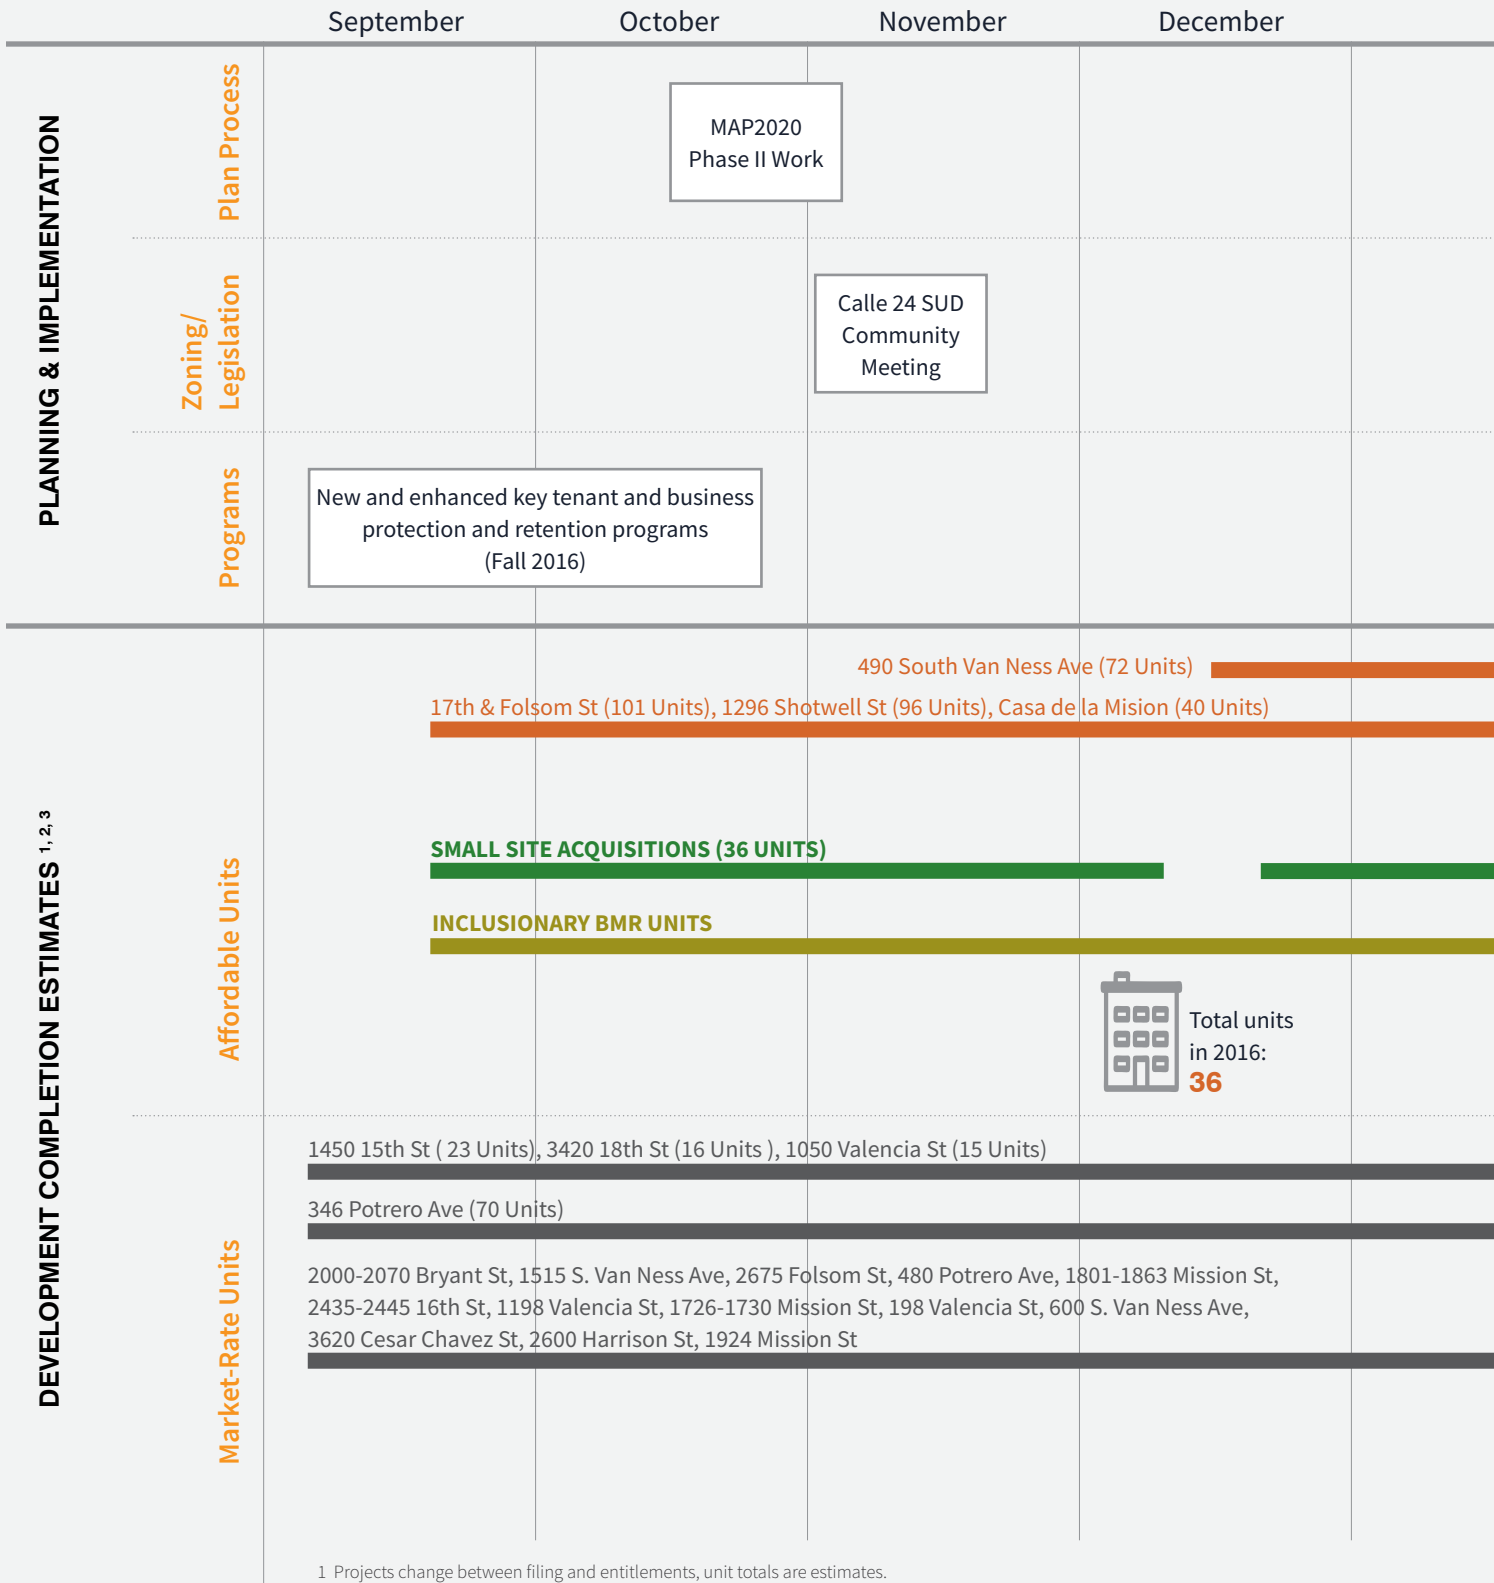 September October November December
PLANNING & IMPLEMENTATION
Plan Process
MAP2020
Phase II Work
Zoning/
Legislation
Calle 24 SUD
Community
Meeting
Programs
New and enhanced key tenant and business
protection and retention programs
(Fall 2016)
DEVELOPMENT COMPLETION ESTIMATES 1, 2, 3
Affordable Units
490 South Van Ness Ave (72 Units)
17th & Folsom St (101 Units), 1296 Shotwell St (96 Units), Casa de la Mision (40 Units)
SMALL SITE ACQUISITIONS (36 UNITS)
INCLUSIONARY BMR UNITS
Total units
in 2016:
36
Market-Rate Units
1450 15th St ( 23 Units), 3420 18th St (16 Units ), 1050 Valencia St (15 Units)
346 Potrero Ave (70 Units)
2000-2070 Bryant St, 1515 S. Van Ness Ave, 2675 Folsom St, 480 Potrero Ave, 1801-1863 Mission St,
2435-2445 16th St, 1198 Valencia St, 1726-1730 Mission St, 198 Valencia St, 600 S. Van Ness Ave,
3620 Cesar Chavez St, 2600 Harrison St, 1924 Mission St
1 Projects change between filing and entitlements, unit totals are estimates.